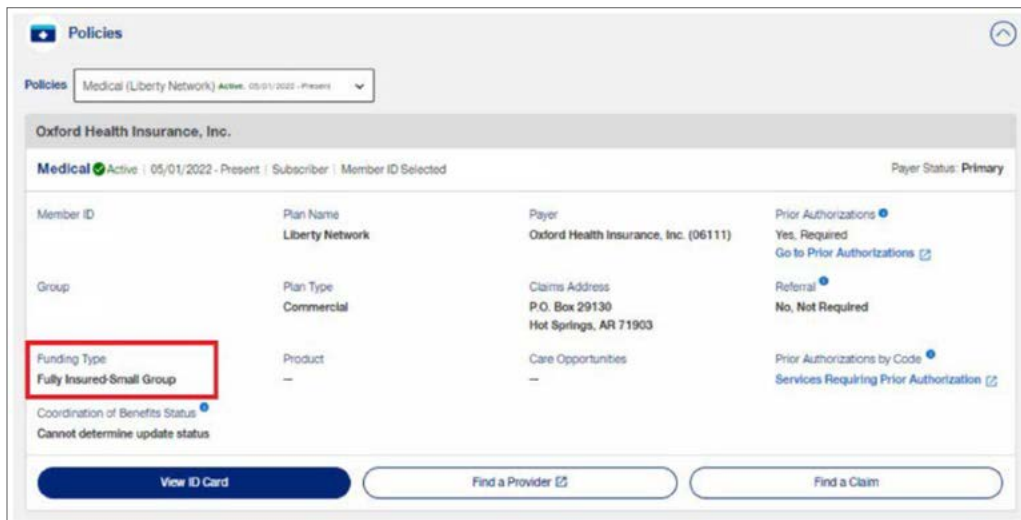 Policies
Policies Medical (Liberty Network) Active, 05/01/2022 - Present
Oxford Health Insurance, Inc.
Medical Active | 05/01/2022 - Present | Subscriber | Member ID Selected Payer Status: Primary
Member ID Plan Name Payer Prior Authorizations
Liberty Network Oxford Health Insurance, Inc. (06111) Yes, Required
Go to Prior Authorizations
Group Plan Type Claims Address Referral
Commercial P.O. Box 29130 No, Not Required
Hot Springs, AR 71903
Funding Type Product Care Opportunities Prior Authorizations by Code
Fully Insured-Small Group — — Services Requiring Prior Authorization
Coordination of Benefits Status
Cannot determine update status
View ID Card Find a Provider Find a Claim